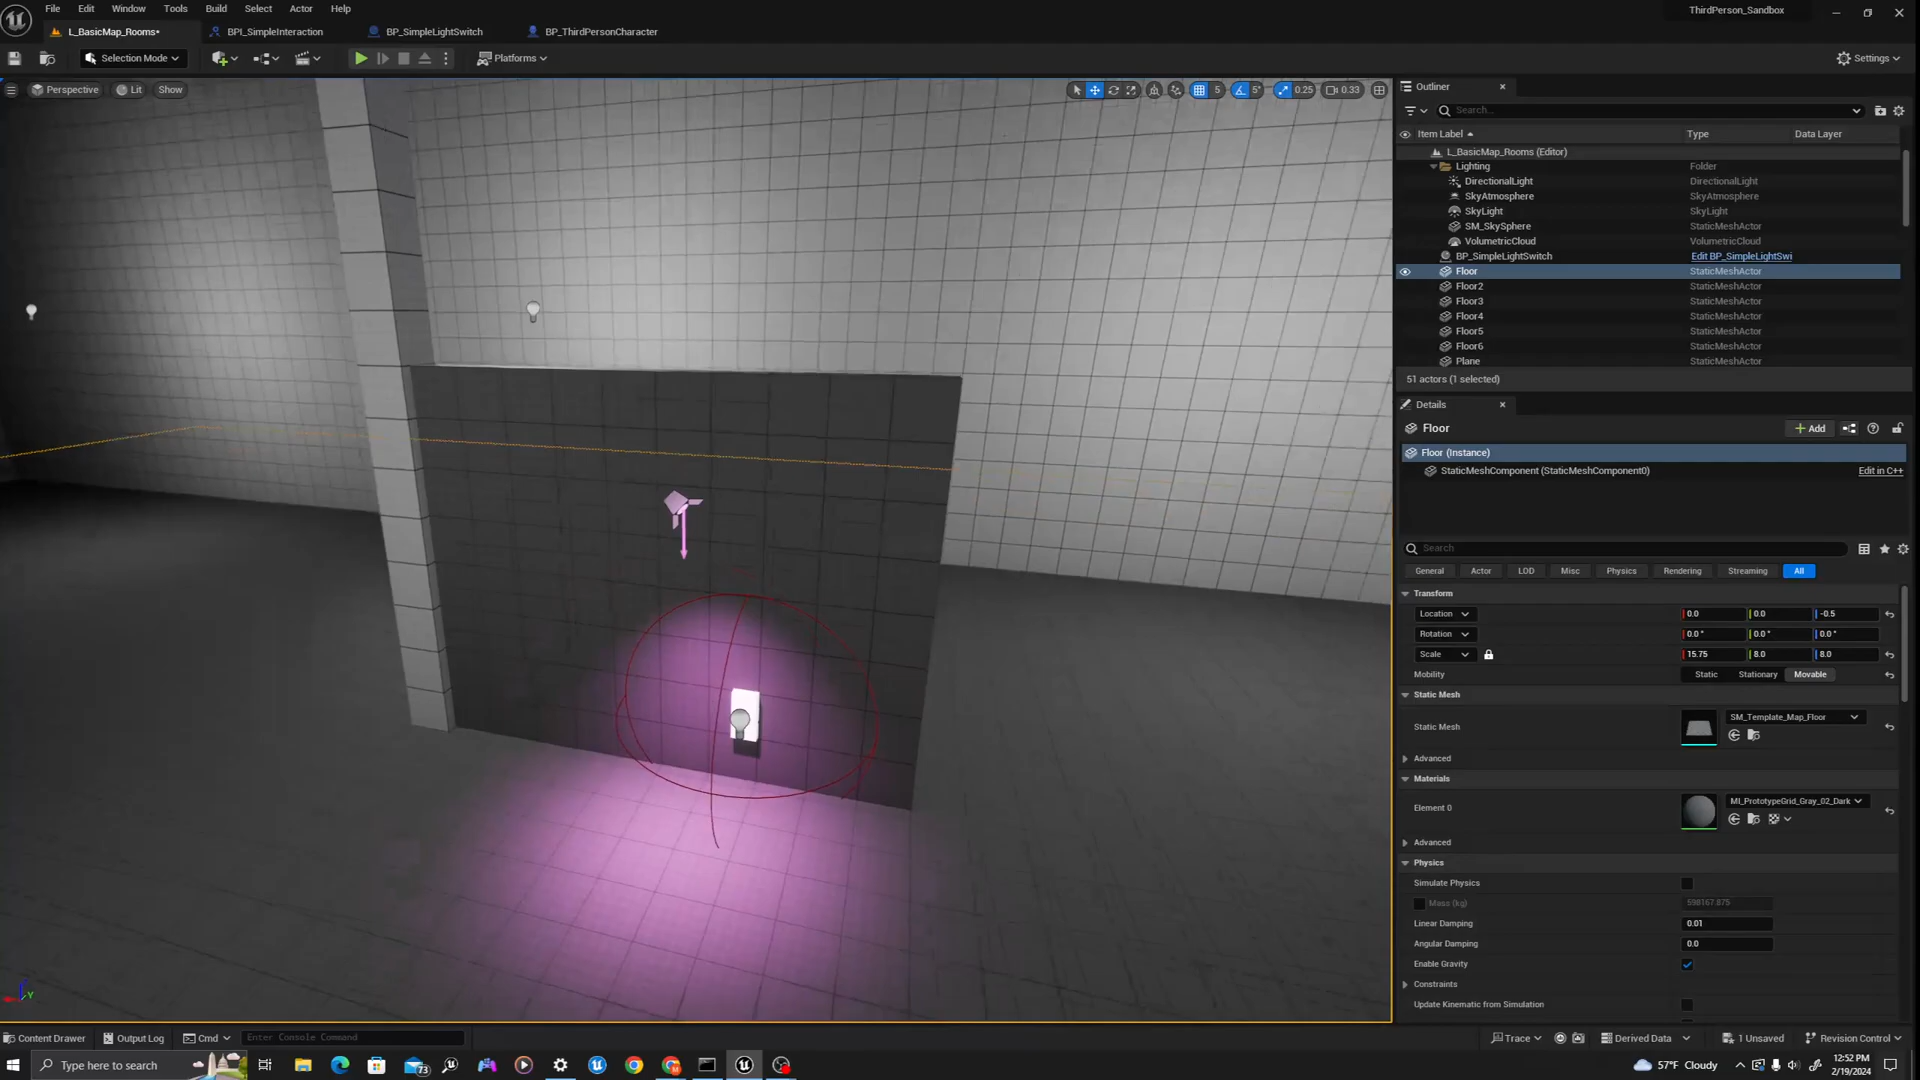 File Edit Window Tools Build Select Actor Help
ThirdPerson_Sandbox
L_BasicMap_Rooms• BPI_SimpleInteraction BP_SimpleLightSwitch BP_ThirdPersonCharacter
Selection Mode Platforms Settings
Perspective Lit Show 5 5° 0.25 0.33
Outliner
Search...
Item Label Type Data Layer
L_BasicMap_Rooms (Editor)
Lighting Folder
DirectionalLight DirectionalLight
SkyAtmosphere SkyAtmosphere
SkyLight SkyLight
SM_SkySphere StaticMeshActor
VolumetricCloud VolumetricCloud
BP_SimpleLightSwitch Edit BP_SimpleLightSwi
Floor StaticMeshActor
Floor2 StaticMeshActor
Floor3 StaticMeshActor
Floor4 StaticMeshActor
Floor5 StaticMeshActor
Floor6 StaticMeshActor
Plane StaticMeshActor
51 actors (1 selected)
Details
Floor Add
Floor (Instance)
StaticMeshComponent (StaticMeshComponent0) Edit in C++
Search
General Actor LOD Misc Physics Rendering Streaming All
Transform
Location 0.0 0.0 -0.5
Rotation 0.0 ° 0.0 ° 0.0 °
Scale 15.75 8.0 8.0
Mobility Static Stationary Movable
Static Mesh
Static Mesh SM_Template_Map_Floor
Advanced
Materials
Element 0 MI_PrototypeGrid_Gray_02_Dark
Advanced
Physics
Simulate Physics
Mass (kg) 598167.875
Linear Damping 0.01
Angular Damping 0.0
Enable Gravity
Constraints
Update Kinematic from Simulation
Y
Content Drawer Output Log Cmd Enter Console Command Trace Derived Data 1 Unsaved Revision Control
Type here to search 73 57°F Cloudy
12:52 PM
2/19/2024